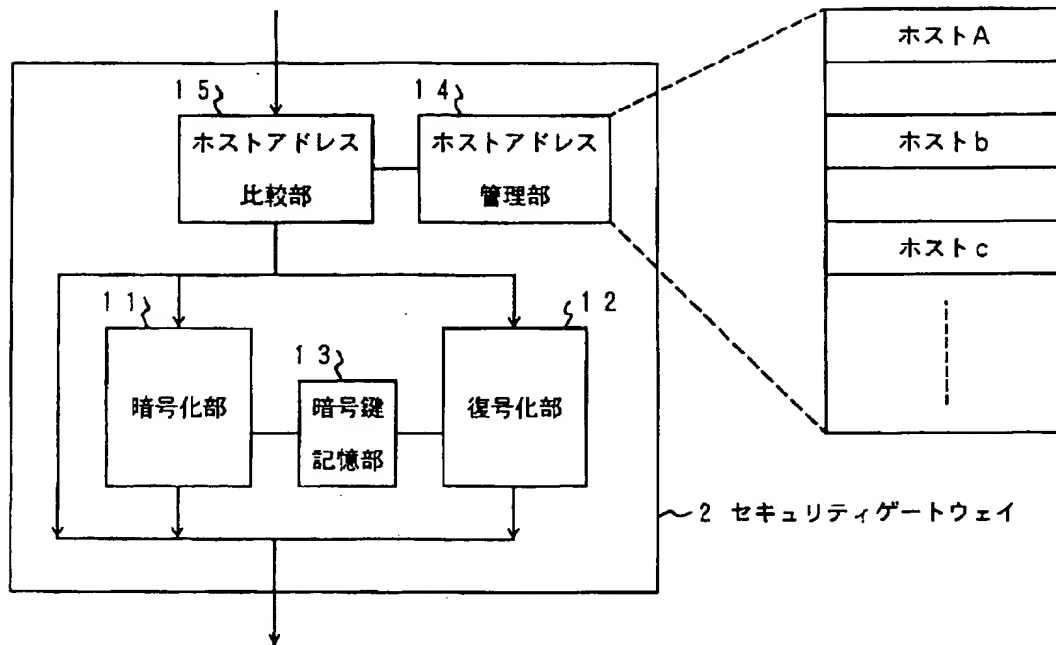 ホストA
１５
１４
ホストアドレス
比較部
ホストアドレス
管理部
ホストb
ホストc
１１
１２
１３
暗号化部
暗号鍵
記憶部
復号化部
２ セキュリティゲートウェイ